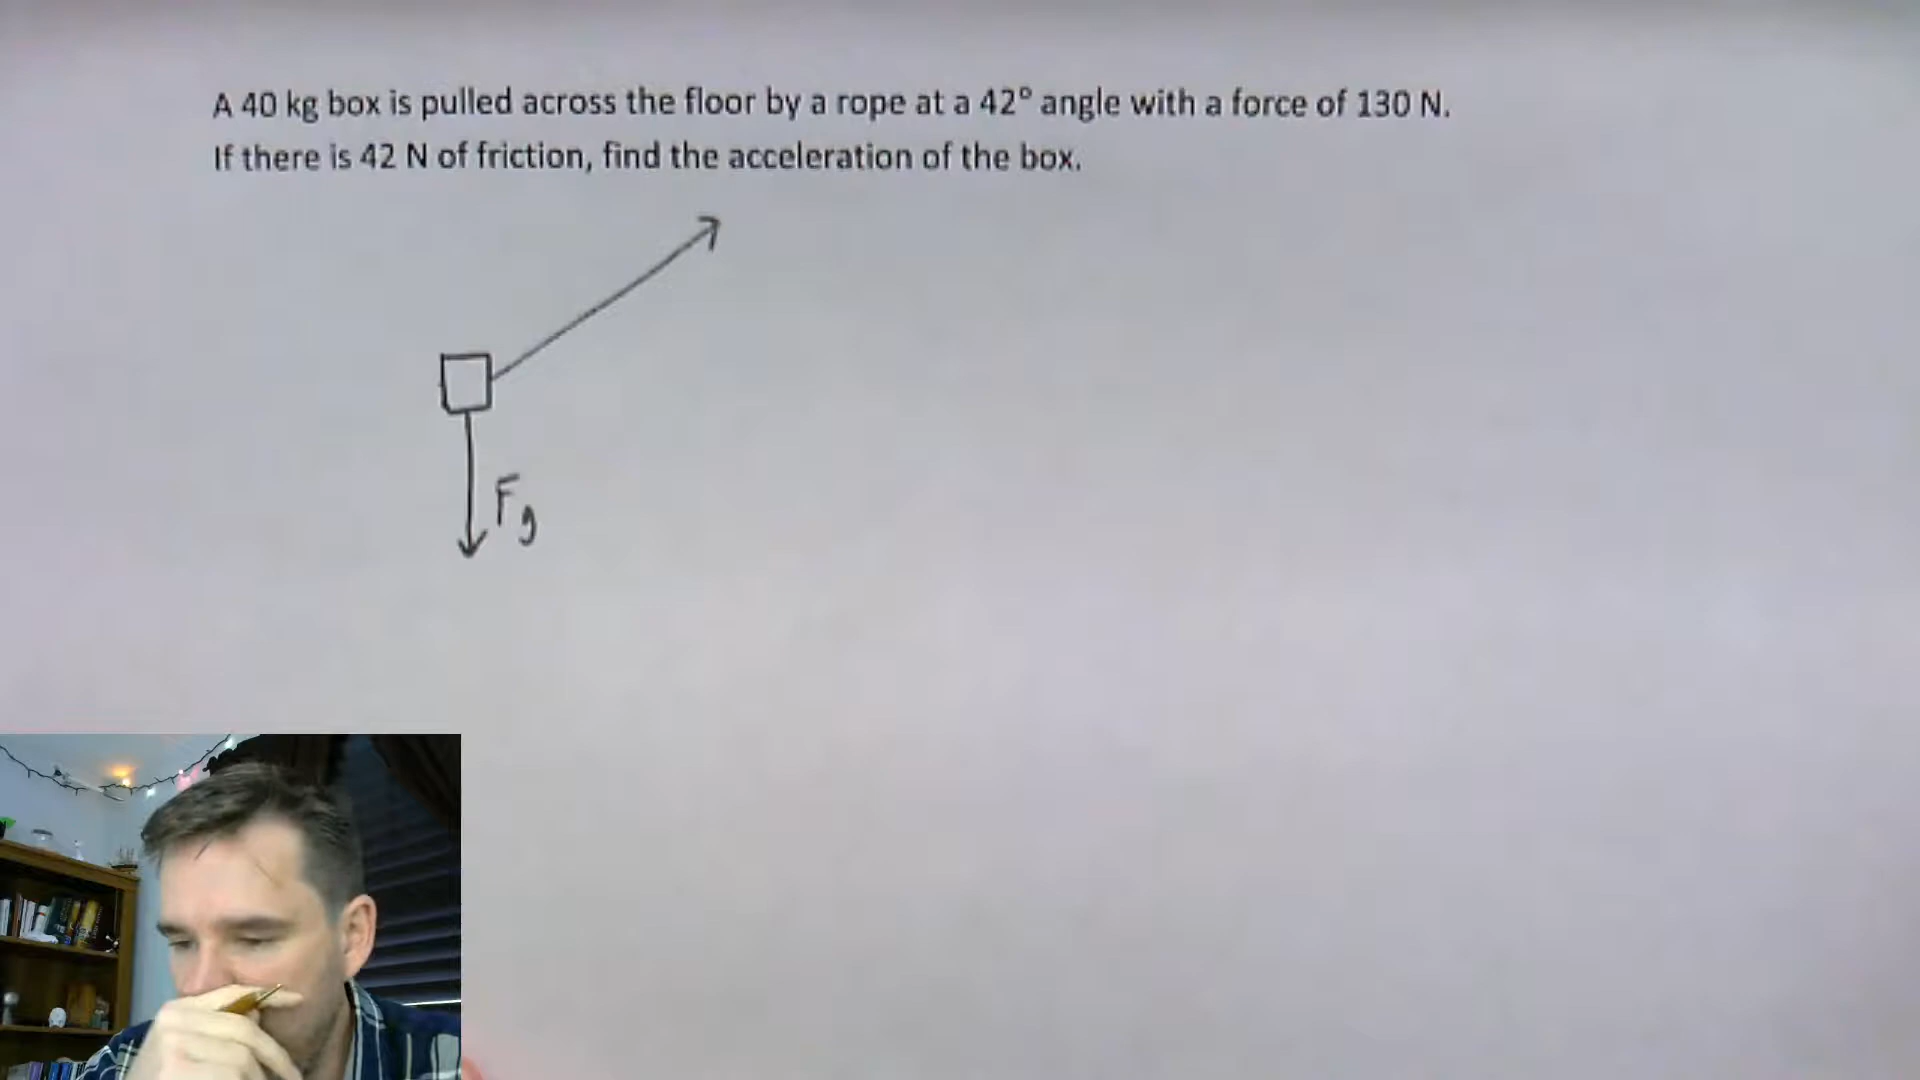 A 40 kg box is pulled across the floor by a rope at a 42° angle with a force of 130 N.
If there is 42 N of friction, find the acceleration of the box.
Fg